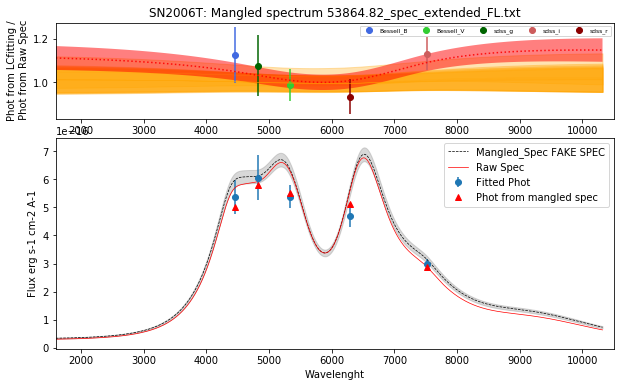 SN2006T: Mangled spectrum 53864.82_spec_extended_FL.txt
Phot from LCfitting /
Phot from Raw Spec
1.2
1.0
Bessell_B
Bessell_V
sdss_g
sdss_i
sdss_r
2000 3000 4000 5000 6000 7000 8000 9000 10000
1e-16
Flux erg s-1 cm-2 A-1
7
6
5
4
3
2
1
0
Mangled_Spec FAKE SPEC
Raw Spec
Fitted Phot
Phot from mangled spec
2000 3000 4000 5000 6000 7000 8000 9000 10000
Wavelenght